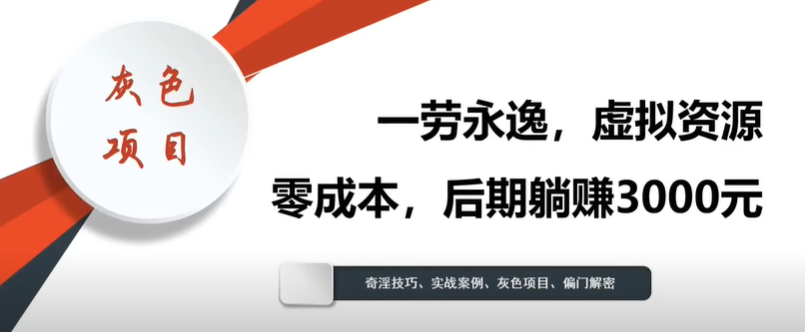 灰色
项目
一劳永逸，虚拟资源
零成本，后期躺赚3000元
奇淫技巧、实战案例、灰色项目、偏门解密